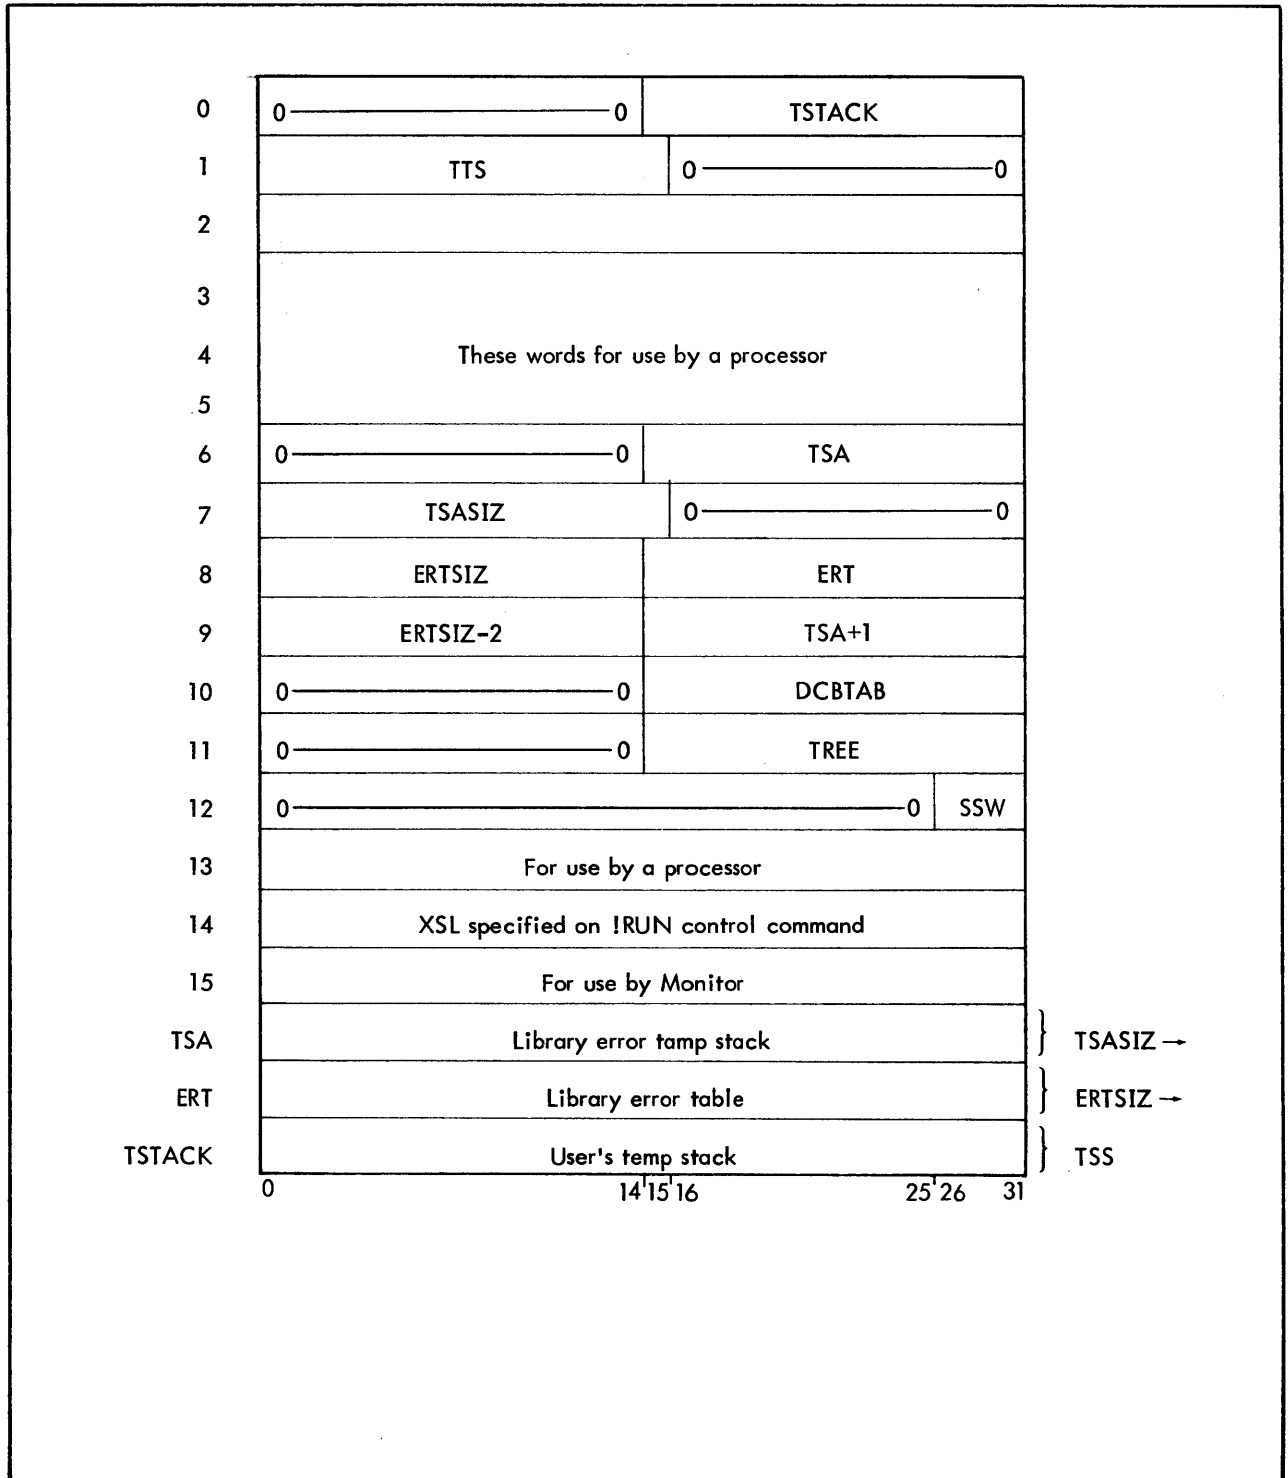 0 0 0 TSTACK
1 TTS 0 0
2
3
4 These words for use by a processor
5
6 0 0 TSA
7 TSASIZ 0 0
8 ERTSIZ ERT
9 ERTSIZ-2 TSA+1
10 0 0 DCBTAB
11 0 0 TREE
12 0 0 SSW
13 For use by a processor
14 XSL specified on !RUN control command
15 For use by Monitor
TSA Library error tamp stack } TSASIZ →
ERT Library error table } ERTSIZ →
TSTACK User's temp stack } TSS
0 14 15 16 25 26 31